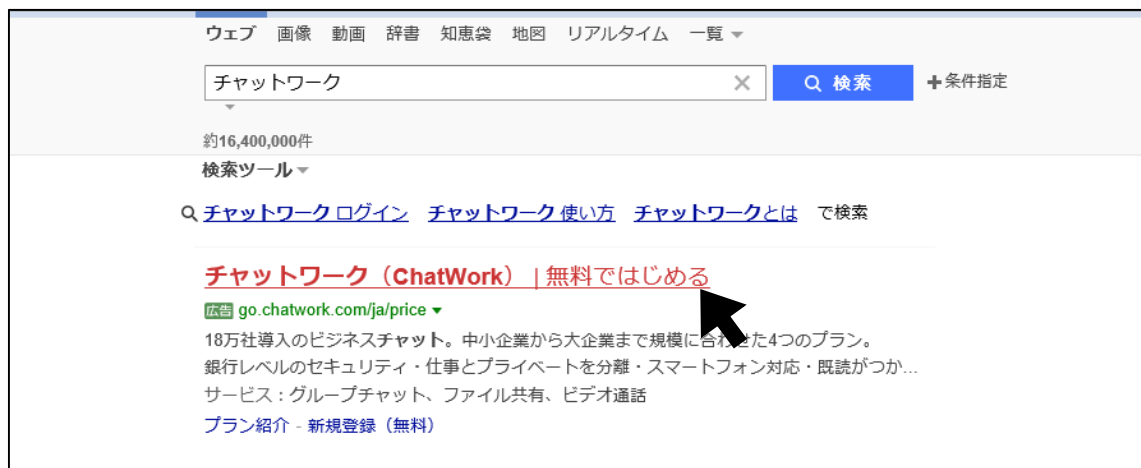 ウェブ 画像 動画 辞書 知恵袋 地図 リアルタイム 一覧
チャットワーク 検索 +条件指定
約16,400,000件
検索ツール
チャットワーク ログイン チャットワーク 使い方 チャットワークとは で検索
チャットワーク（ChatWork） | 無料ではじめる
広告 go.chatwork.com/ja/price
18万社導入のビジネスチャット。中小企業から大企業まで規模に合わせた4つのプラン。
銀行レベルのセキュリティ・仕事とプライベートを分離・スマートフォン対応・既読がつか...
サービス：グループチャット、ファイル共有、ビデオ通話
プラン紹介 - 新規登録（無料）